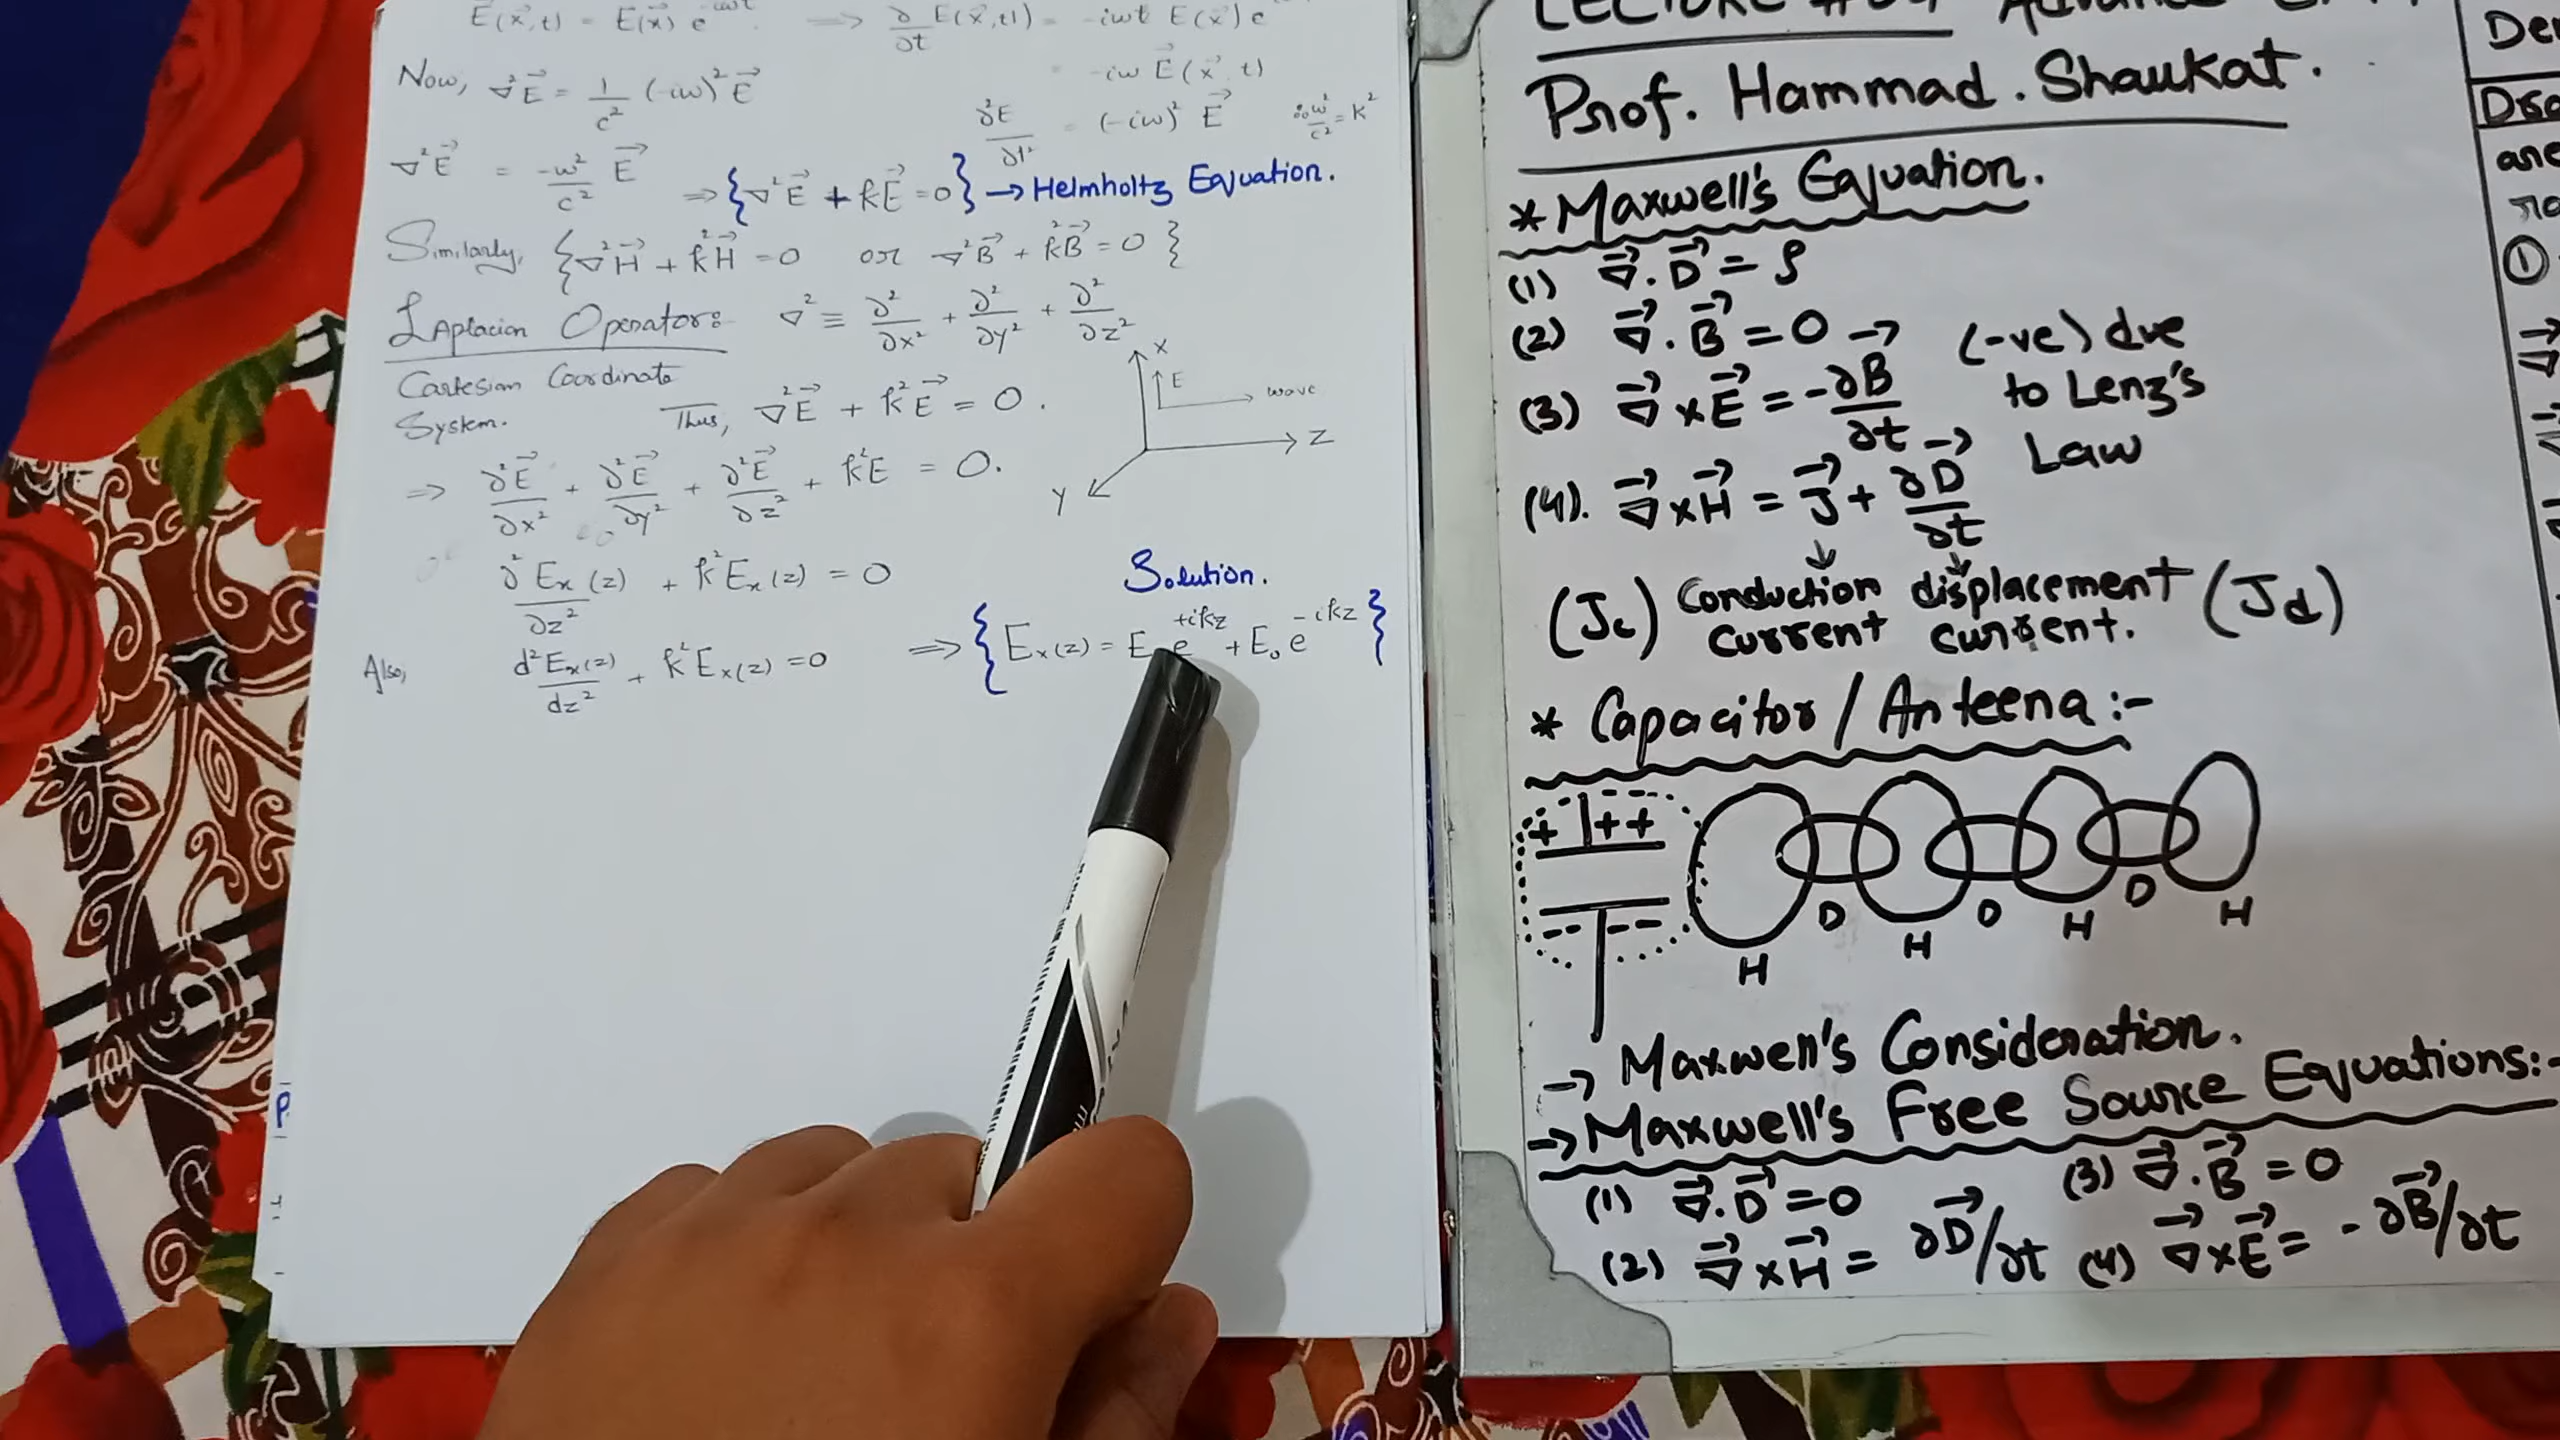 E⃗(x⃗,t) = E⃗(x⃗) e^-iωt ⟹ ∂/∂t E(x⃗,t) = -iωt E(x⃗) e
= -iω E⃗(x⃗,t)
Now, ∇²E⃗ = 1/c² (-iω)² E⃗
∂²E/∂t² = (-iω)² E⃗ ∵ ω²/c² = K²
∇²E⃗ = -ω²/c² E⃗ ⟹ {∇²E⃗ + kE⃗ = 0} → Helmholtz Equation.
Similarly, {∇²H⃗ + k²H⃗ = 0 or ∇²B⃗ + k²B⃗ = 0 }
Laplacian Operator: ∇² ≡ ∂²/∂x² + ∂²/∂y² + ∂²/∂z²
Cartesian Coordinate
System. Thus, ∇²E⃗ + k²E⃗ = 0.
X
E
wave
Z
Y
⟹ ∂²E⃗/∂x² + ∂²E⃗/∂y² + ∂²E⃗/∂z² + k²E = 0.
∂²Ex(z)/∂z² + k²Ex(z) = 0
Solution.
Also, d²Ex(z)/dz² + k²Ex(z) = 0 ⟹ {Ex(z) = E e^+ikz + E₀ e^-ikz}
Prof. Hammad. Shaukat.
* Maxwell's Equation.
(1) ∇⃗.D⃗ = ρ
(2) ∇⃗.B⃗ = 0
(3) ∇⃗×E⃗ = -∂B⃗/∂t (-ve) due
to Lenz's
Law
(4). ∇⃗×H⃗ = J⃗ + ∂D⃗/∂t
(Jc) Conduction displacement (Jd)
current current.
* Capacitor / Anteena:-
+ ++
-- --
D D D
H H H H
→ Maxwell's Consideration.
→ Maxwell's Free Source Equations:-
(1) ∇⃗.D⃗ = 0 (3) ∇⃗.B⃗ = 0
(2) ∇⃗×H⃗ = ∂D⃗/∂t (4) ∇⃗×E⃗ = -∂B⃗/∂t
①